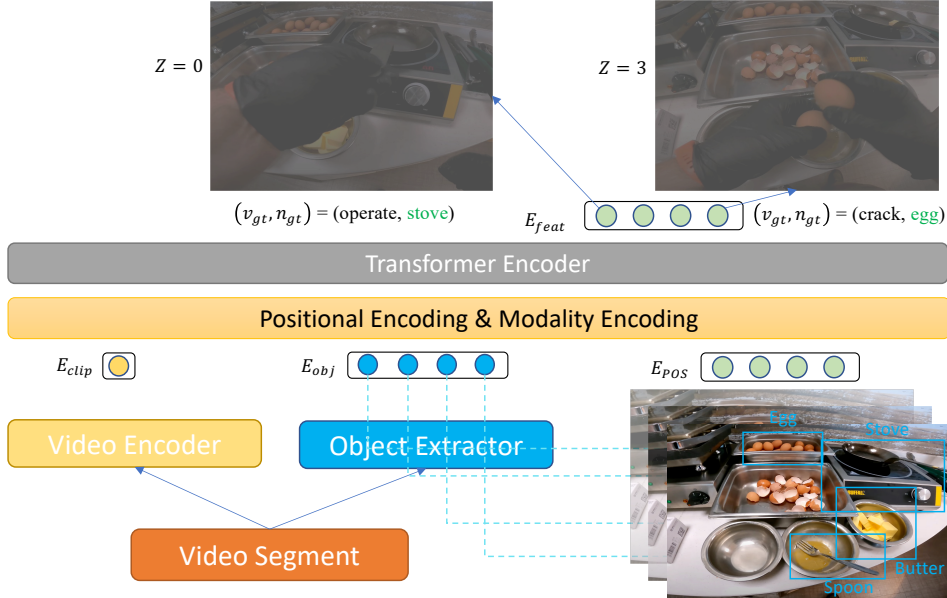 Z = 0
Z = 3
(v_gt, n_gt) = (operate, stove)
E_feat
(v_gt, n_gt) = (crack, egg)
Transformer Encoder
Positional Encoding & Modality Encoding
E_clip
E_obj
E_POS
Video Encoder
Object Extractor
Video Segment
Egg
Stove
Butter
Spoon